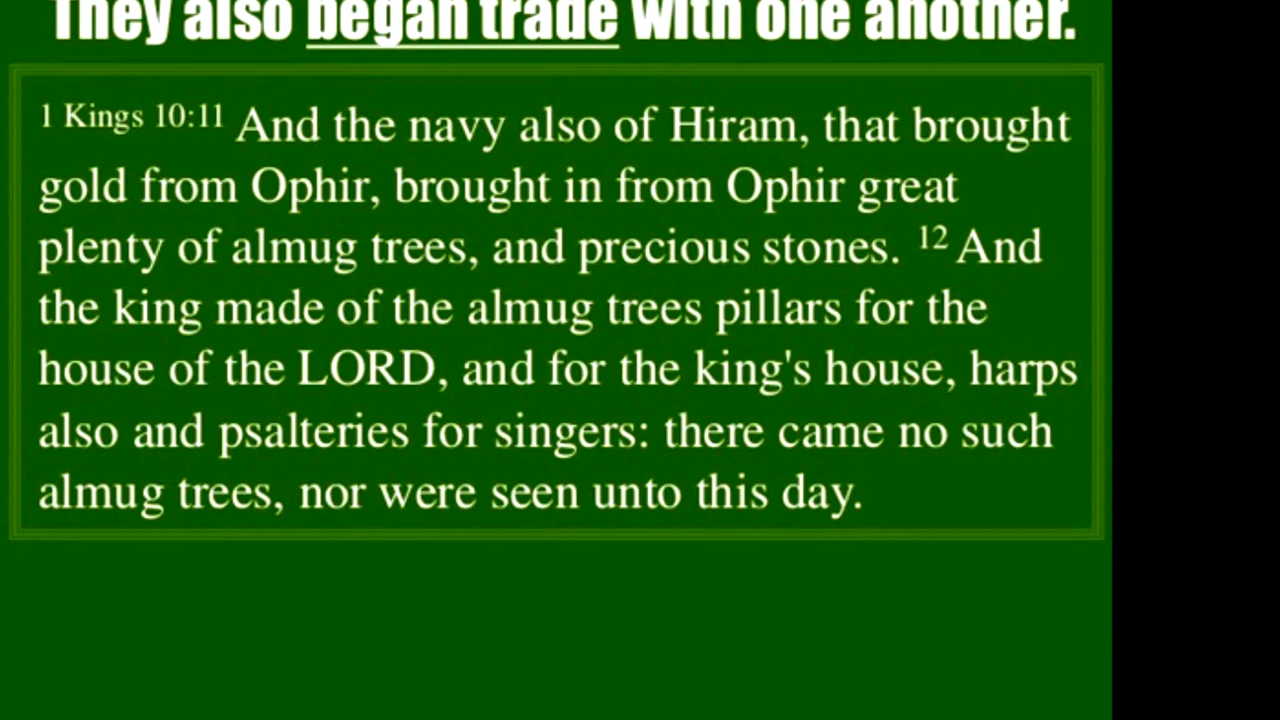 They also began trade with one another.
1 Kings 10:11 And the navy also of Hiram, that brought
gold from Ophir, brought in from Ophir great
plenty of almug trees, and precious stones. 12 And
the king made of the almug trees pillars for the
house of the LORD, and for the king's house, harps
also and psalteries for singers: there came no such
almug trees, nor were seen unto this day.